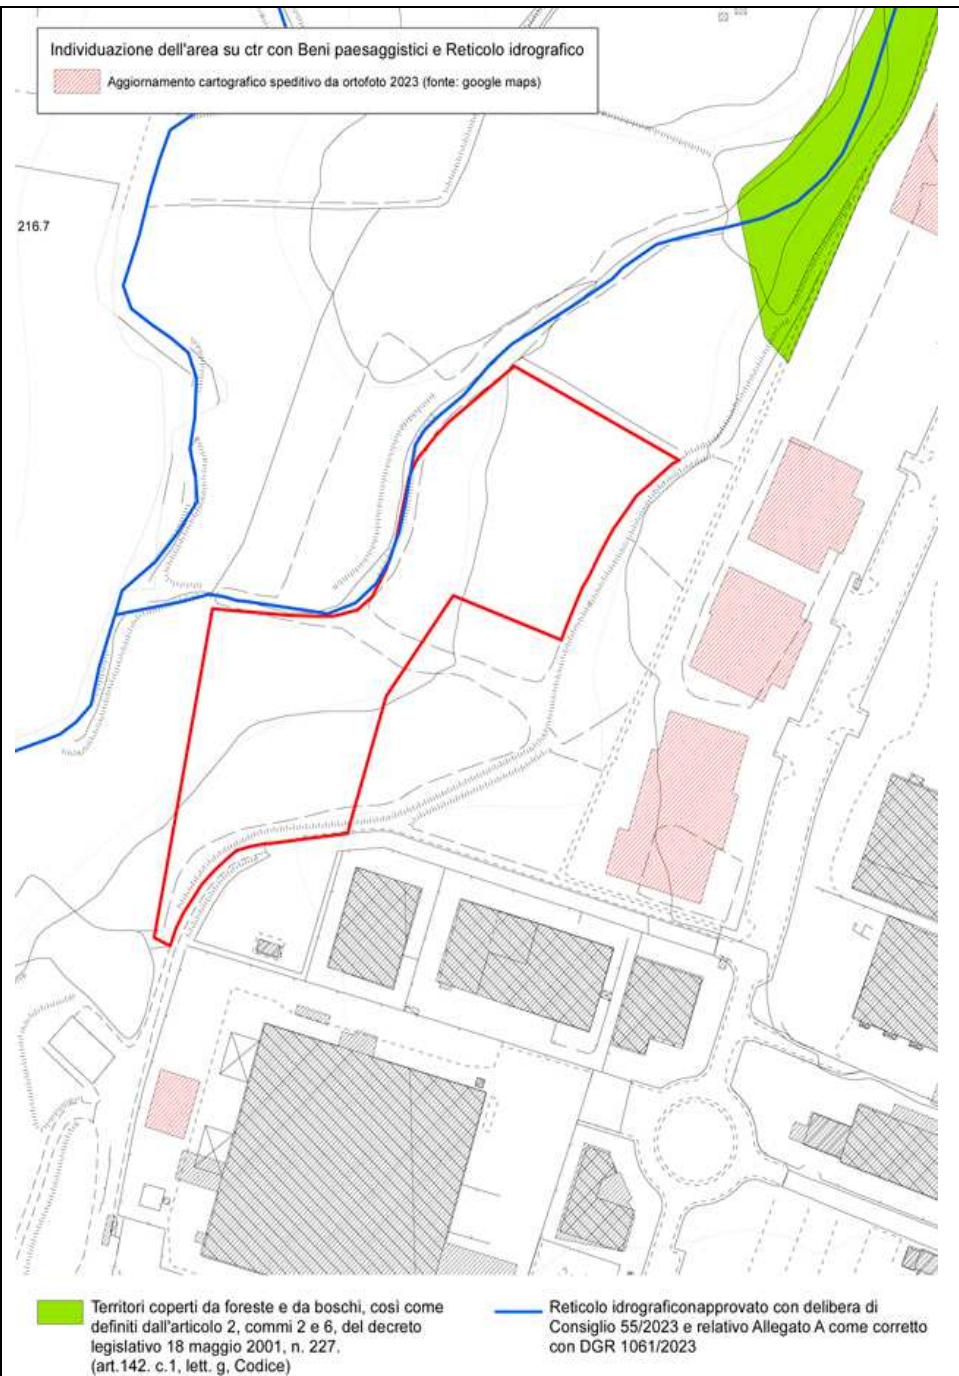 Individuazione dell'area su ctr con Beni paesaggistici e Reticolo idrografico
Aggiornamento cartografico speditivo da ortofoto 2023 (fonte: google maps)
216.7
Territori coperti da foreste e da boschi, così come
definiti dall'articolo 2, commi 2 e 6, del decreto
legislativo 18 maggio 2001, n. 227.
(art.142. c.1, lett. g, Codice)
Reticolo idrograficonapprovato con delibera di
Consiglio 55/2023 e relativo Allegato A come corretto
con DGR 1061/2023